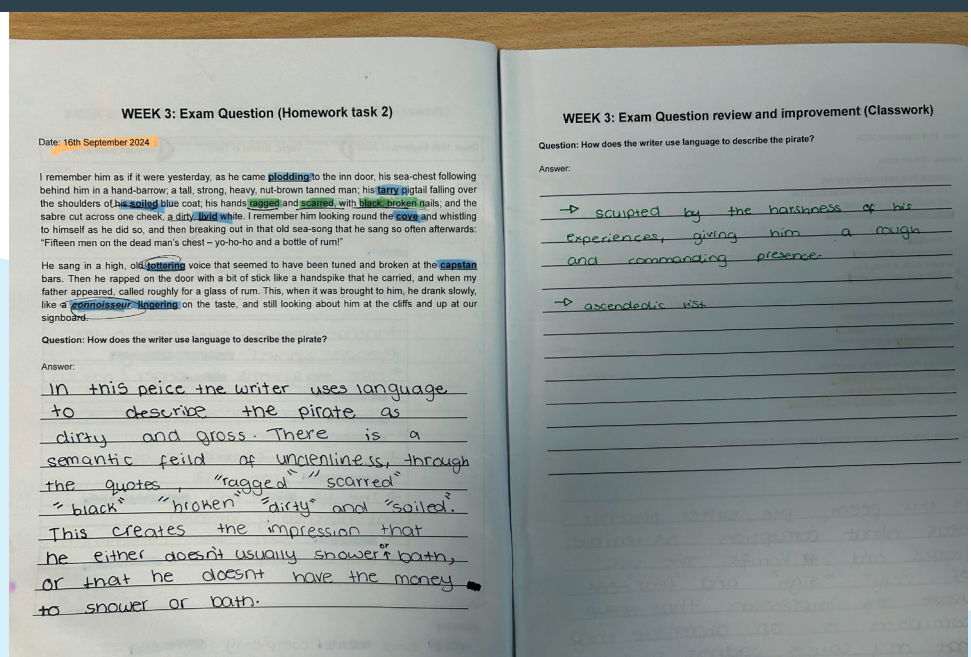 WEEK 3: Exam Question (Homework task 2)
Date: 16th September 2024
I remember him as if it were yesterday, as he came plodding to the inn door, his sea-chest following
behind him in a hand-barrow; a tall, strong, heavy, nut-brown tanned man; his tarry pigtail falling over
the shoulders of his soiled blue coat; his hands ragged and scarred, with black, broken nails; and the
sabre cut across one cheek, a dirty, livid white. I remember him looking round the cove and whistling
to himself as he did so, and then breaking out in that old sea-song that he sang so often afterwards:
"Fifteen men on the dead man's chest – yo-ho-ho and a bottle of rum!"
He sang in a high, old tottering voice that seemed to have been tuned and broken at the capstan
bars. Then he rapped on the door with a bit of stick like a handspike that he carried, and when my
father appeared, called roughly for a glass of rum. This, when it was brought to him, he drank slowly,
like a connoisseur, lingering on the taste, and still looking about him at the cliffs and up at our
signboard.
Question: How does the writer use language to describe the pirate?
Answer:
In this peice the writer uses language
to describe the pirate as
dirty and gross. There is a
semantic feild of unclenliness, through
the quotes, "ragged" "scarred"
"black" "broken" "dirty" and "soiled".
This creates the impression that
he either doesn't usually shower or bath,
or that he doesnt have the money
to shower or bath.
WEEK 3: Exam Question review and improvement (Classwork)
Question: How does the writer use language to describe the pirate?
Answer:
→ sculpted by the harshness of his
experiences, giving him a rough
and commanding presence.
→ ascendedic list